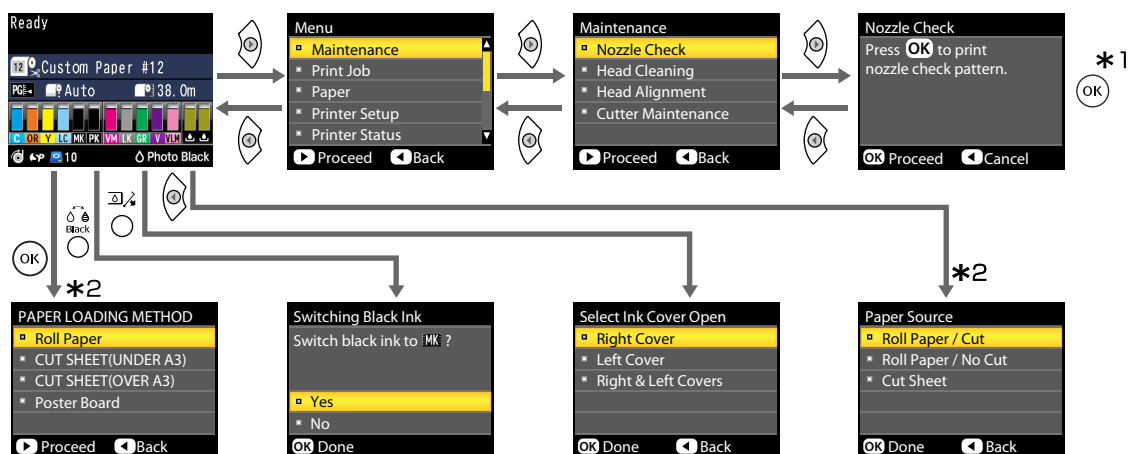 Ready
12 Custom Paper #12
PG Auto 38.0m
C OR Y LC MK PK VM LK GR V VLM
10 Photo Black
Menu
Maintenance
Print Job
Paper
Printer Setup
Printer Status
Proceed Back
Maintenance
Nozzle Check
Head Cleaning
Head Alignment
Cutter Maintenance
Proceed Back
Nozzle Check
Press OK to print
nozzle check pattern.
OK Proceed Cancel
*1
OK
OK
Black
*2
*2
PAPER LOADING METHOD
Roll Paper
CUT SHEET(UNDER A3)
CUT SHEET(OVER A3)
Poster Board
Proceed Back
Switching Black Ink
Switch black ink to MK ?
Yes
No
OK Done
Select Ink Cover Open
Right Cover
Left Cover
Right & Left Covers
OK Done Back
Paper Source
Roll Paper / Cut
Roll Paper / No Cut
Cut Sheet
OK Done Back